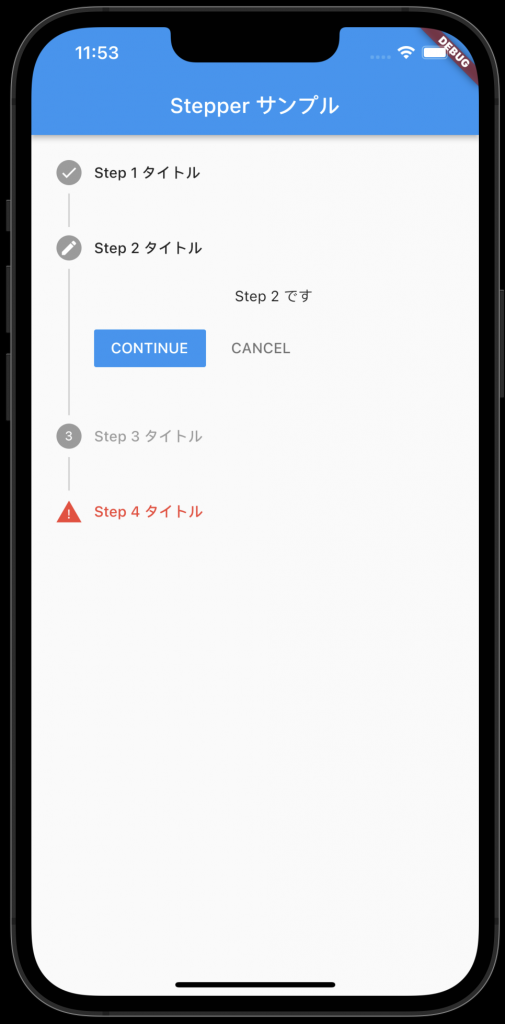 11:53
DEBUG
Stepper サンプル
Step 1 タイトル
Step 2 タイトル
Step 2 です
CONTINUE CANCEL
3 Step 3 タイトル
Step 4 タイトル